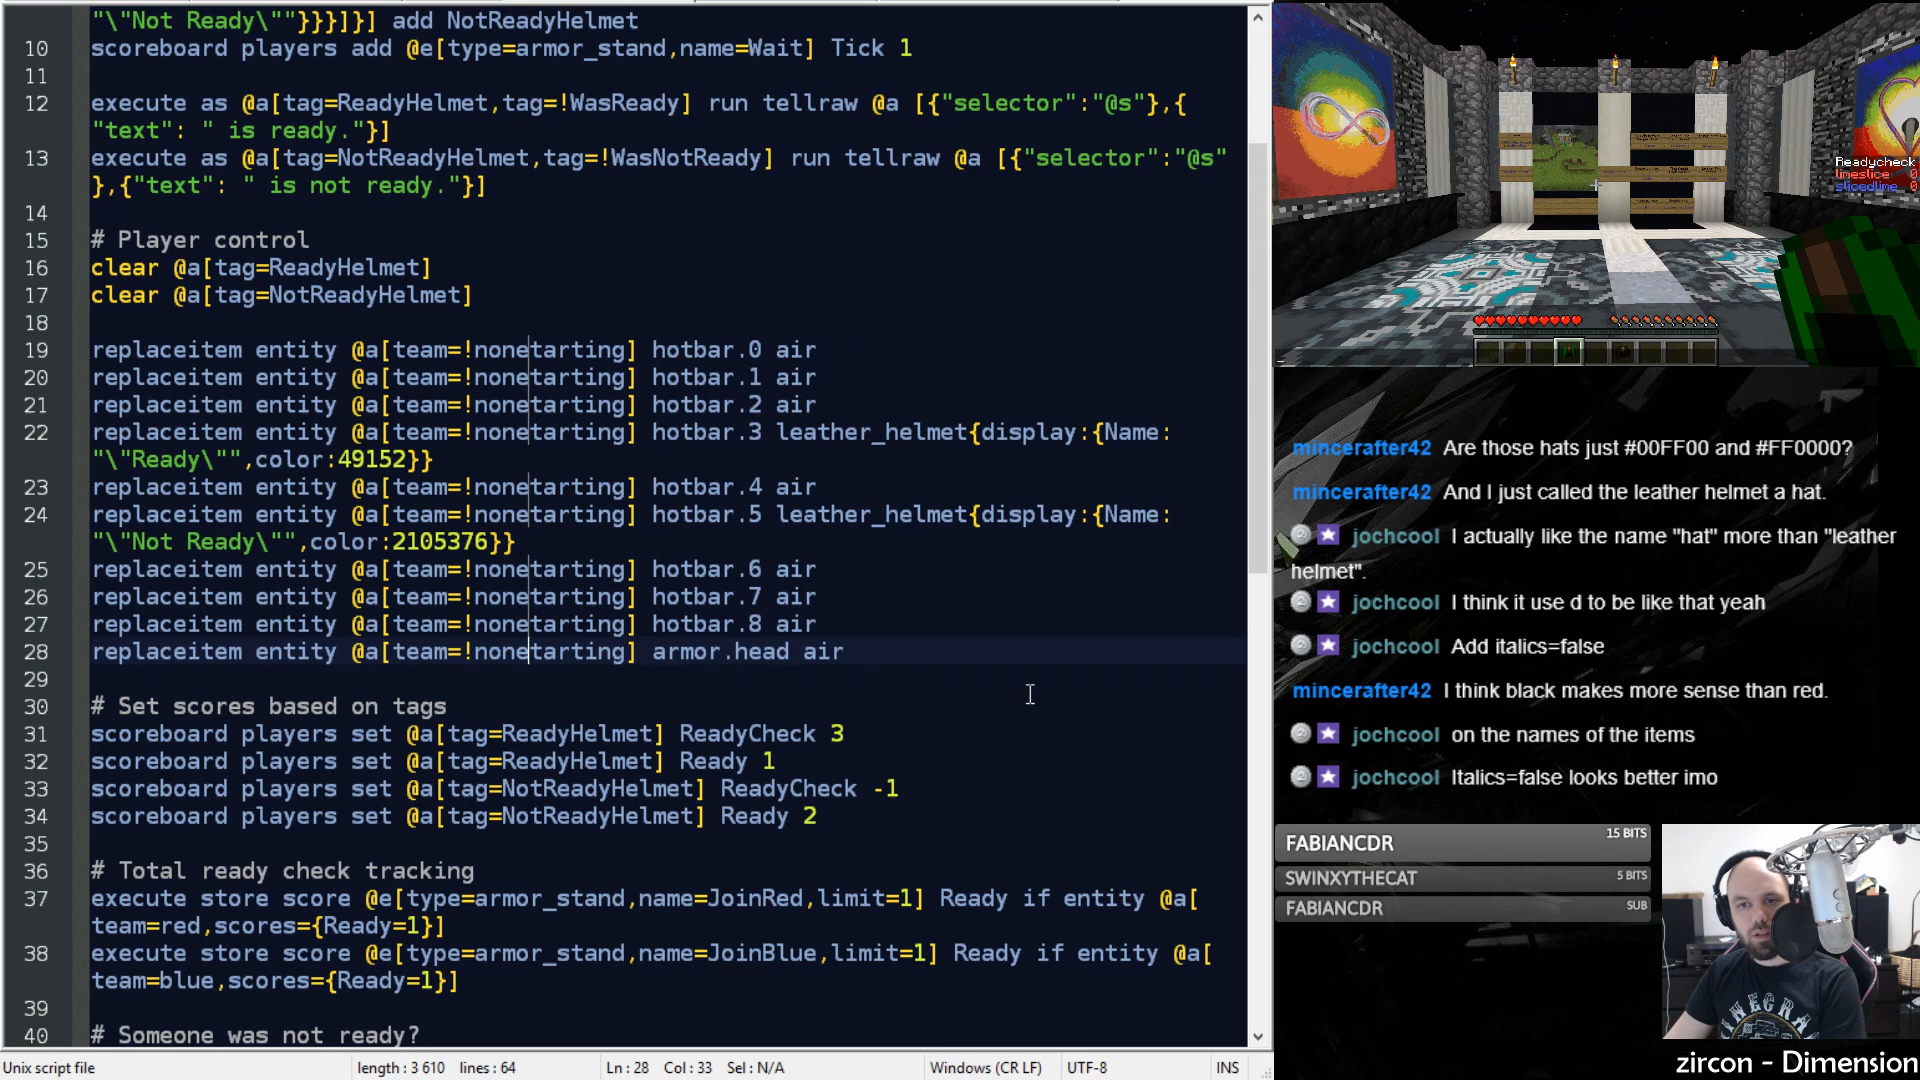 "\"Not Ready\""}}}]}] add NotReadyHelmet
10 scoreboard players add @e[type=armor_stand,name=Wait] Tick 1
11
12 execute as @a[tag=ReadyHelmet,tag=!WasReady] run tellraw @a [{"selector":"@s"},{
"text": " is ready."}]
13 execute as @a[tag=NotReadyHelmet,tag=!WasNotReady] run tellraw @a [{"selector":"@s"
},{"text": " is not ready."}]
14
15 # Player control
16 clear @a[tag=ReadyHelmet]
17 clear @a[tag=NotReadyHelmet]
18
19 replaceitem entity @a[team=!nonetarting] hotbar.0 air
20 replaceitem entity @a[team=!nonetarting] hotbar.1 air
21 replaceitem entity @a[team=!nonetarting] hotbar.2 air
22 replaceitem entity @a[team=!nonetarting] hotbar.3 leather_helmet{display:{Name:
"\"Ready\"",color:49152}}
23 replaceitem entity @a[team=!nonetarting] hotbar.4 air
24 replaceitem entity @a[team=!nonetarting] hotbar.5 leather_helmet{display:{Name:
"\"Not Ready\"",color:2105376}}
25 replaceitem entity @a[team=!nonetarting] hotbar.6 air
26 replaceitem entity @a[team=!nonetarting] hotbar.7 air
27 replaceitem entity @a[team=!nonetarting] hotbar.8 air
28 replaceitem entity @a[team=!nonetarting] armor.head air
29
30 # Set scores based on tags
31 scoreboard players set @a[tag=ReadyHelmet] ReadyCheck 3
32 scoreboard players set @a[tag=ReadyHelmet] Ready 1
33 scoreboard players set @a[tag=NotReadyHelmet] ReadyCheck -1
34 scoreboard players set @a[tag=NotReadyHelmet] Ready 2
35
36 # Total ready check tracking
37 execute store score @e[type=armor_stand,name=JoinRed,limit=1] Ready if entity @a[
team=red,scores={Ready=1}]
38 execute store score @e[type=armor_stand,name=JoinBlue,limit=1] Ready if entity @a[
team=blue,scores={Ready=1}]
39
40 # Someone was not ready?
Unix script file length : 3 610 lines : 64 Ln : 28 Col : 33 Sel : N/A Windows (CR LF) UTF-8 INS
Readycheck
limeslice 0
slicedlime 0
mincerafter42 Are those hats just #00FF00 and #FF0000?
mincerafter42 And I just called the leather helmet a hat.
jochcool I actually like the name "hat" more than "leather
helmet".
jochcool I think it use d to be like that yeah
jochcool Add italics=false
mincerafter42 I think black makes more sense than red.
jochcool on the names of the items
jochcool Italics=false looks better imo
FABIANCDR 15 BITS
SWINXYTHECAT 5 BITS
FABIANCDR SUB
zircon - Dimension